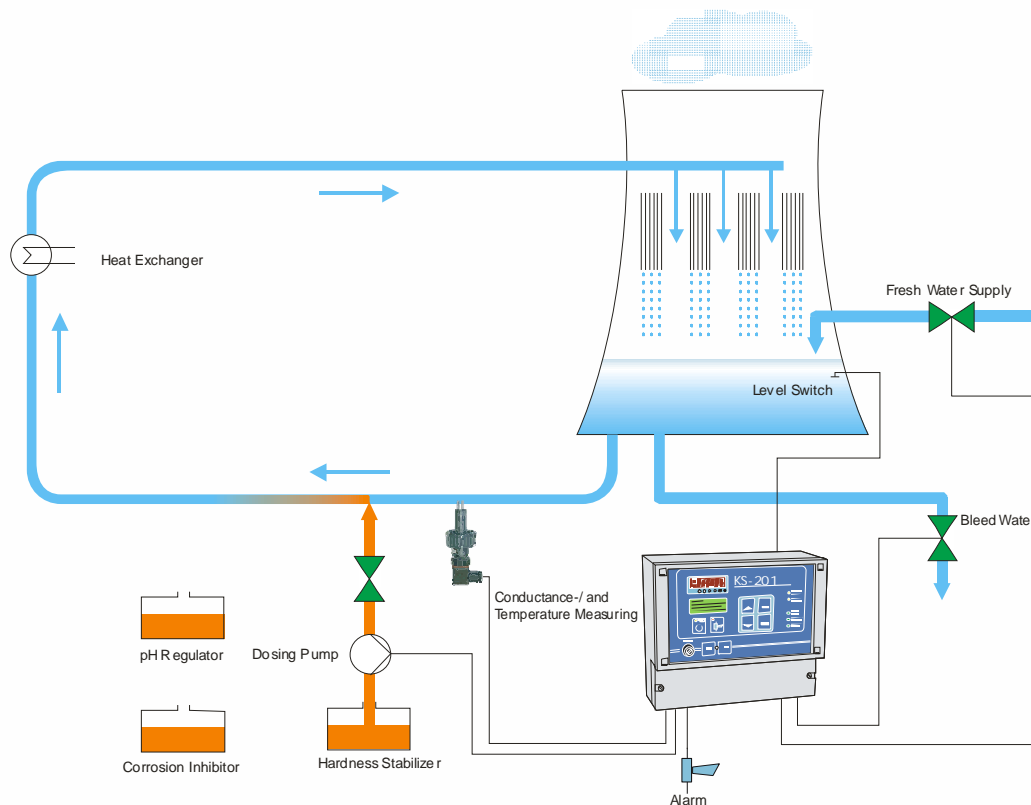 Heat Exchanger
Fresh Water Supply
Level Switch
Bleed Water
KS-201
Conductance-/ and
Temperature Measuring
pH Regulator
Dosing Pump
Corrosion Inhibitor
Hardness Stabilizer
Alarm